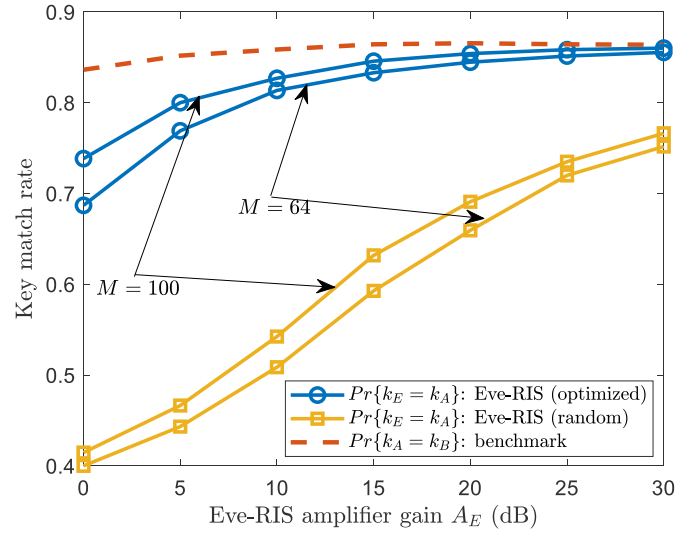 0.9
0.8
0.7
0.6
0.5
0.4
Key match rate
M = 64
M = 100
Pr{k_E = k_A}: Eve-RIS (optimized)
Pr{k_E = k_A}: Eve-RIS (random)
Pr{k_A = k_B}: benchmark
0 5 10 15 20 25 30
Eve-RIS amplifier gain A_E (dB)